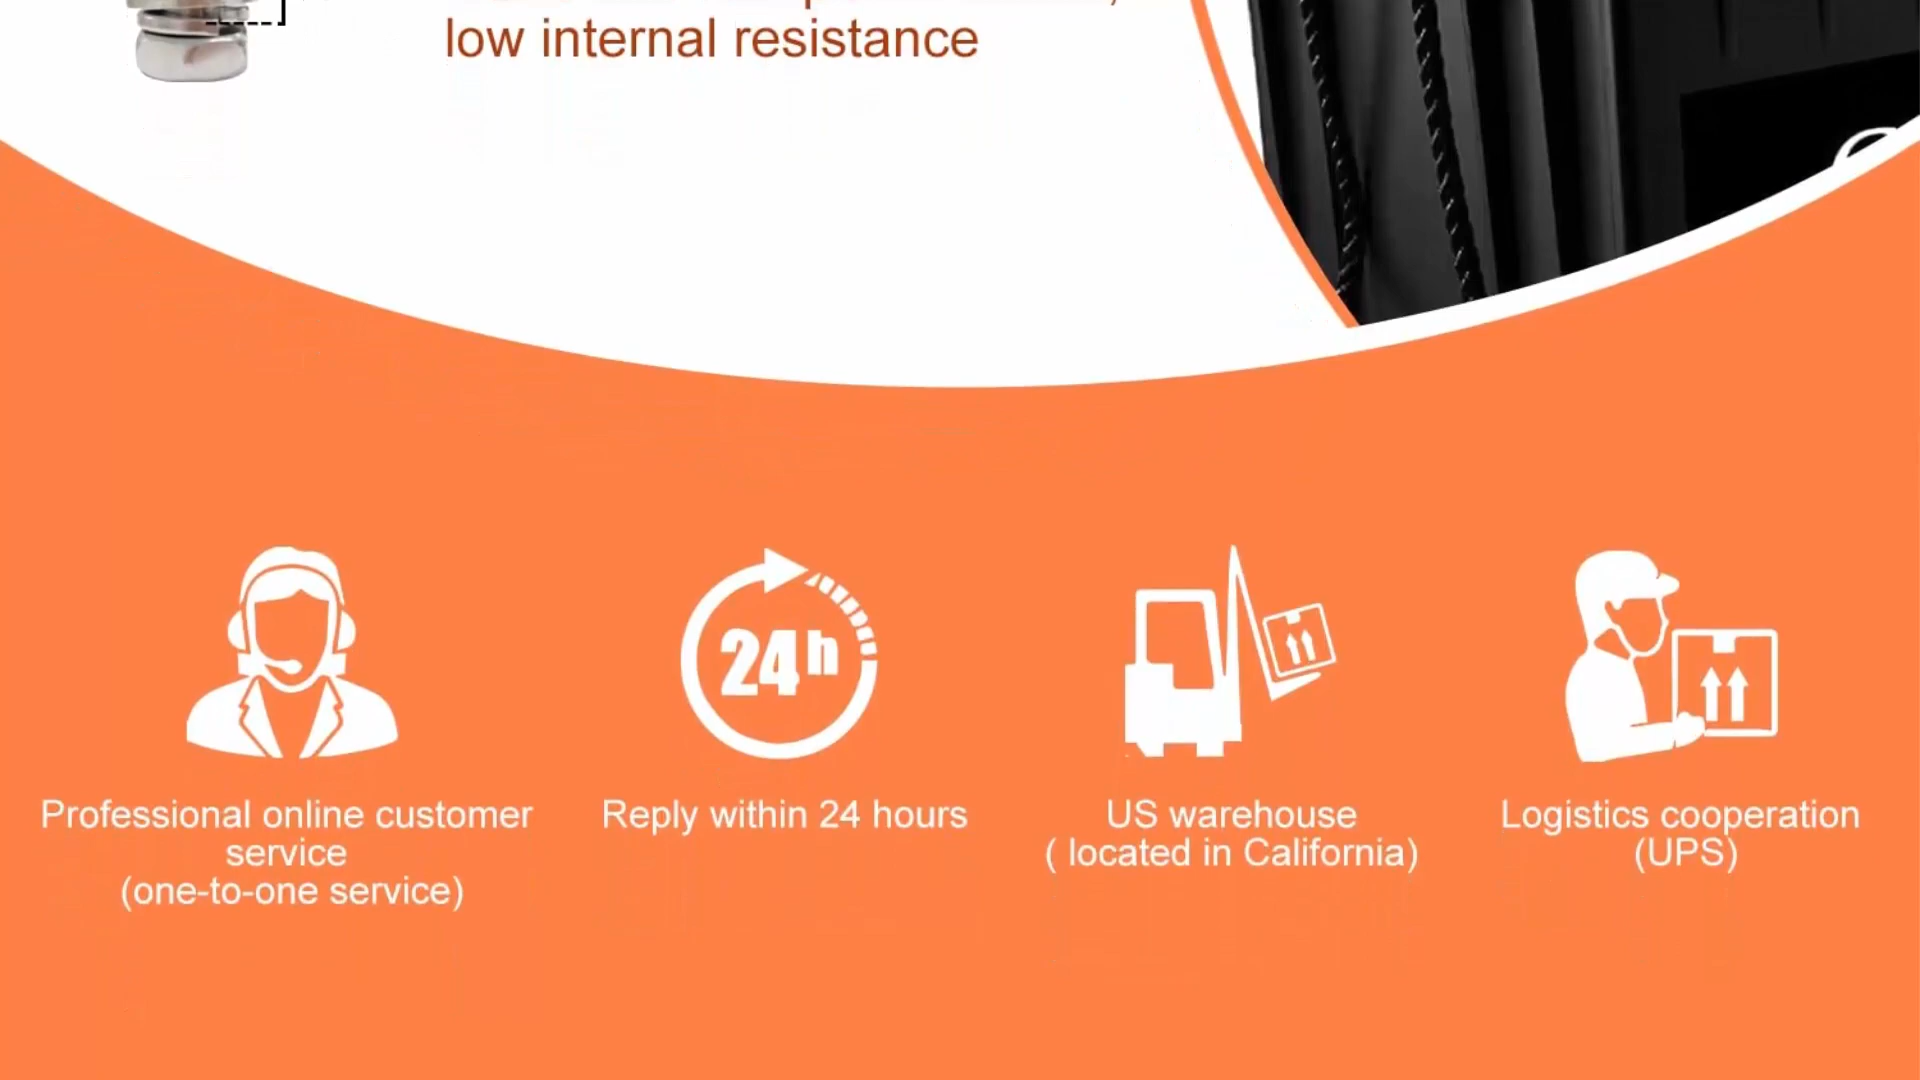 low internal resistance
24h
Professional online customer
service
(one-to-one service)
Reply within 24 hours
US warehouse
( located in California)
Logistics cooperation
(UPS)